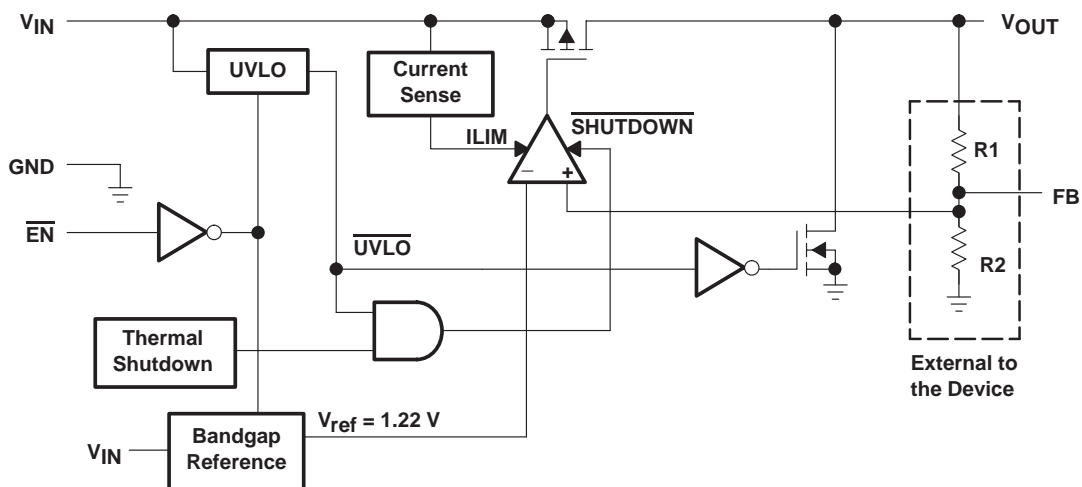 VIN
VOUT
UVLO
Current
Sense
SHUTDOWN
ILIM
R1
GND
− +
FB
EN
UVLO
R2
Thermal
Shutdown
External to
the Device
Vref = 1.22 V
Bandgap
Reference
VIN